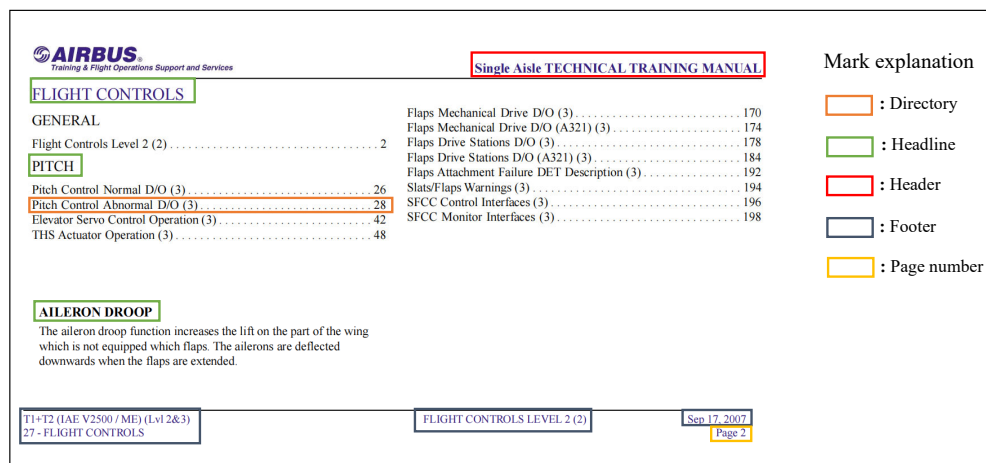 AIRBUS
Training & Flight Operations Support and Services
Single Aisle TECHNICAL TRAINING MANUAL
FLIGHT CONTROLS
GENERAL
Flight Controls Level 2 (2) . . . . . . . . . . . . . . . . . . . . . . . . . . . . . . . . . 2
PITCH
Pitch Control Normal D/O (3) . . . . . . . . . . . . . . . . . . . . . . . . . . . . . 26
Pitch Control Abnormal D/O (3) . . . . . . . . . . . . . . . . . . . . . . . . . . . 28
Elevator Servo Control Operation (3) . . . . . . . . . . . . . . . . . . . . . . . 42
THS Actuator Operation (3) . . . . . . . . . . . . . . . . . . . . . . . . . . . . . . 48
Flaps Mechanical Drive D/O (3) . . . . . . . . . . . . . . . . . . . . . . . . . . 170
Flaps Mechanical Drive D/O (A321) (3) . . . . . . . . . . . . . . . . . . . . 174
Flaps Drive Stations D/O (3) . . . . . . . . . . . . . . . . . . . . . . . . . . . . . 178
Flaps Drive Stations D/O (A321) (3) . . . . . . . . . . . . . . . . . . . . . . . 184
Flaps Attachment Failure DET Description (3) . . . . . . . . . . . . . . . 192
Slats/Flaps Warnings (3) . . . . . . . . . . . . . . . . . . . . . . . . . . . . . . . . 194
SFCC Control Interfaces (3) . . . . . . . . . . . . . . . . . . . . . . . . . . . . . 196
SFCC Monitor Interfaces (3) . . . . . . . . . . . . . . . . . . . . . . . . . . . . . 198
AILERON DROOP
The aileron droop function increases the lift on the part of the wing
which is not equipped which flaps. The ailerons are deflected
downwards when the flaps are extended.
T1+T2 (IAE V2500 / ME) (Lvl 2&3)
27 - FLIGHT CONTROLS
FLIGHT CONTROLS LEVEL 2 (2)
Sep 17, 2007
Page 2
Mark explanation
: Directory
: Headline
: Header
: Footer
: Page number